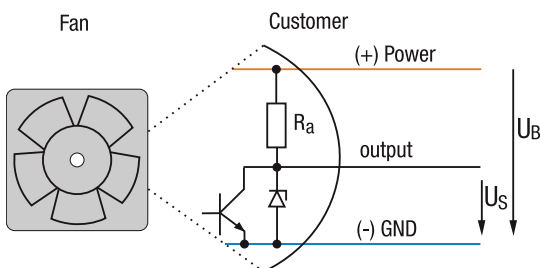 Fan
Customer
(+) Power
Ra
UB
output
US
(-) GND